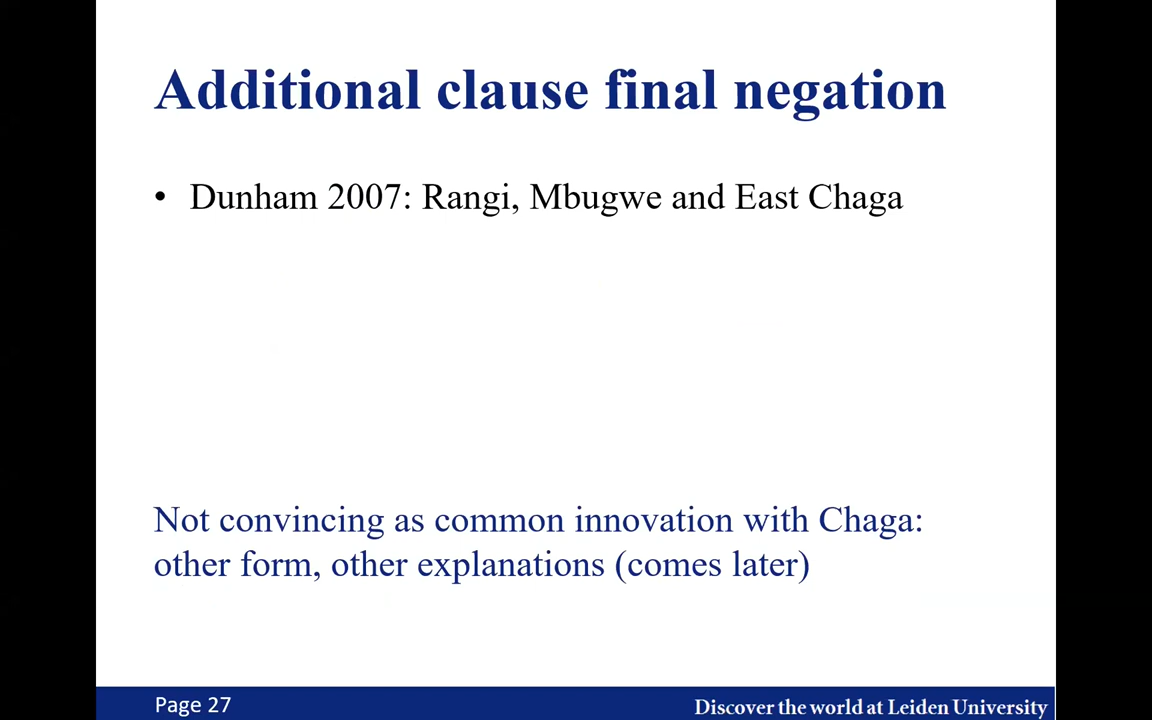 Additional clause final negation
• Dunham 2007: Rangi, Mbugwe and East Chaga
Not convincing as common innovation with Chaga:
other form, other explanations (comes later)
Page 27
Discover the world at Leiden University